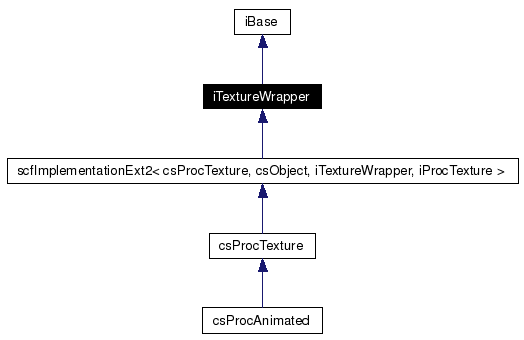 iBase
iTextureWrapper
scfImplementationExt2< csProcTexture, csObject, iTextureWrapper, iProcTexture >
csProcTexture
csProcAnimated